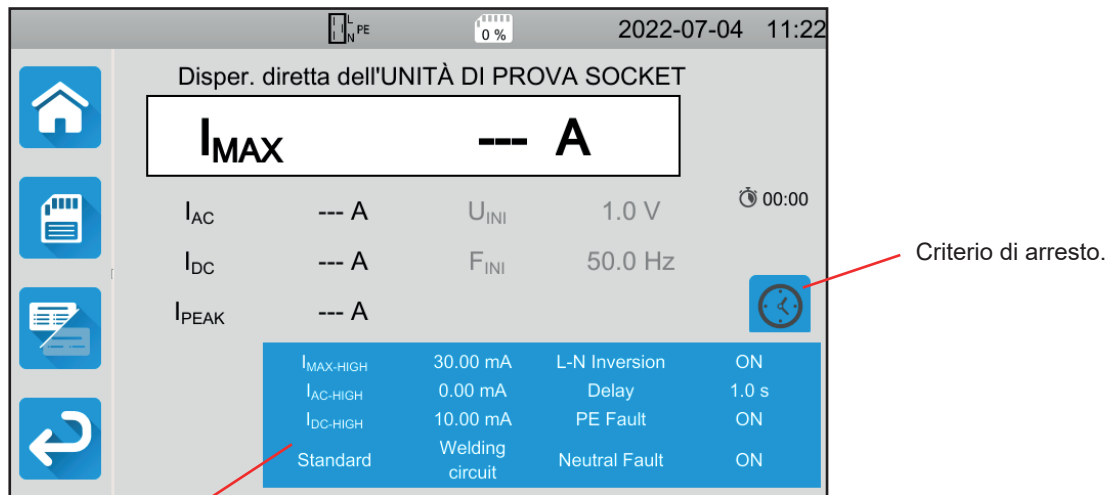 L
N PE
0 %
2022-07-04 11:22
Disper. diretta dell'UNITÀ DI PROVA SOCKET
IMAX --- A
IAC --- A UINI 1.0 V
00:00
IDC --- A FINI 50.0 Hz
Criterio di arresto.
IPEAK --- A
IMAX-HIGH 30.00 mA L-N Inversion ON
IAC-HIGH 0.00 mA Delay 1.0 s
IDC-HIGH 10.00 mA PE Fault ON
Standard Welding circuit Neutral Fault ON